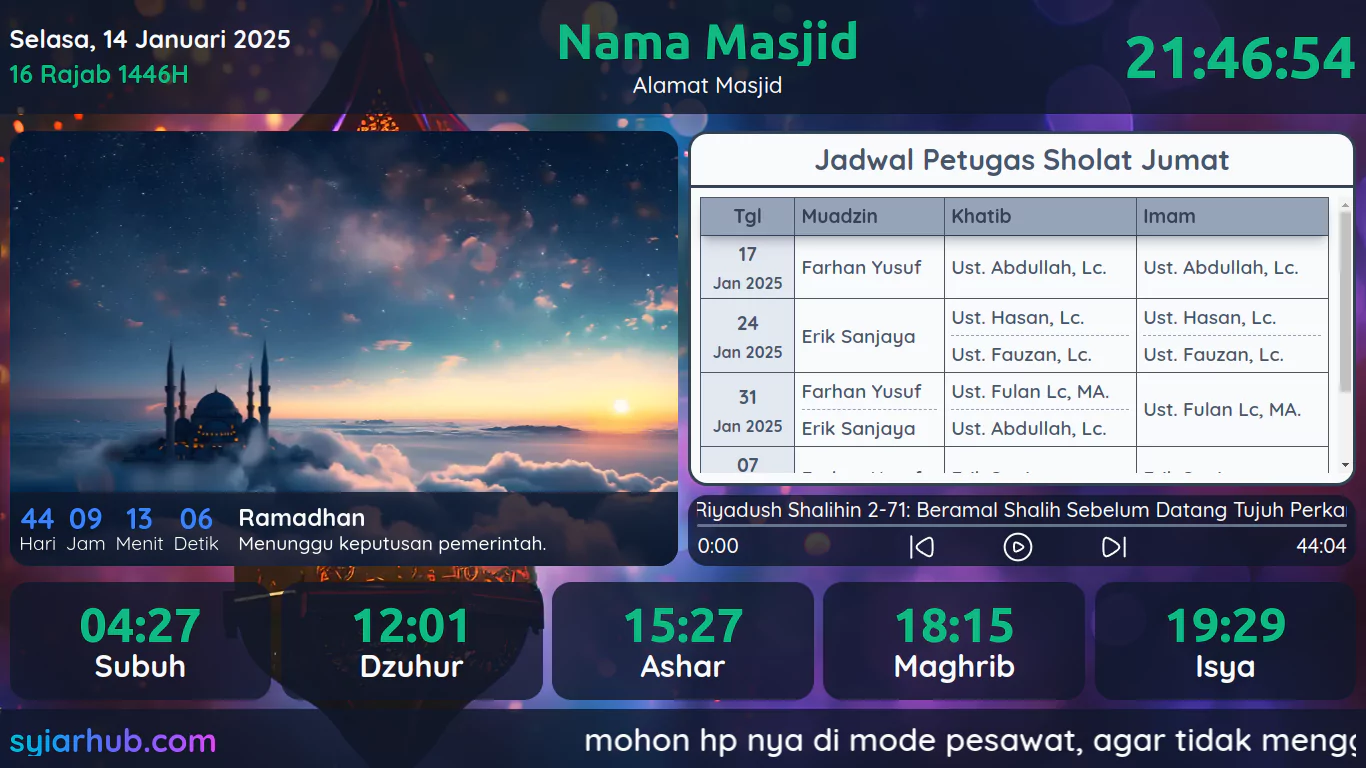 Selasa, 14 Januari 2025
16 Rajab 1446H
Nama Masjid
Alamat Masjid
21:46:54
44 09 13 06
Hari Jam Menit Detik
Ramadhan
Menunggu keputusan pemerintah.
Jadwal Petugas Sholat Jumat
Tgl Muadzin Khatib Imam
17
Jan 2025
Farhan Yusuf
Ust. Abdullah, Lc.
Ust. Abdullah, Lc.
24
Jan 2025
Erik Sanjaya
Ust. Hasan, Lc.
Ust. Fauzan, Lc.
Ust. Hasan, Lc.
Ust. Fauzan, Lc.
31
Jan 2025
Farhan Yusuf
Erik Sanjaya
Ust. Fulan Lc, MA.
Ust. Abdullah, Lc.
Ust. Fulan Lc, MA.
07
Riyadush Shalihin 2-71: Beramal Shalih Sebelum Datang Tujuh Perka
0:00 44:04
04:27
Subuh
12:01
Dzuhur
15:27
Ashar
18:15
Maghrib
19:29
Isya
syiarhub.com
mohon hp nya di mode pesawat, agar tidak mengg